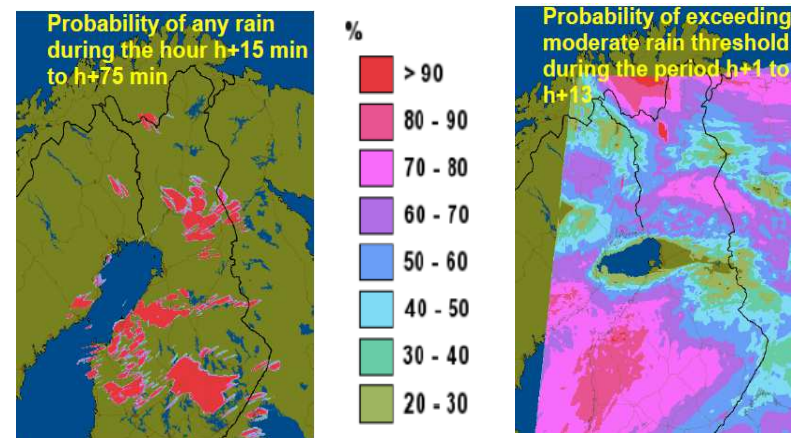 Probability of any rain
during the hour h+15 min
to h+75 min
%
> 90
80 - 90
70 - 80
60 - 70
50 - 60
40 - 50
30 - 40
20 - 30
Probability of exceeding
moderate rain threshold
during the period h+1 to
h+13